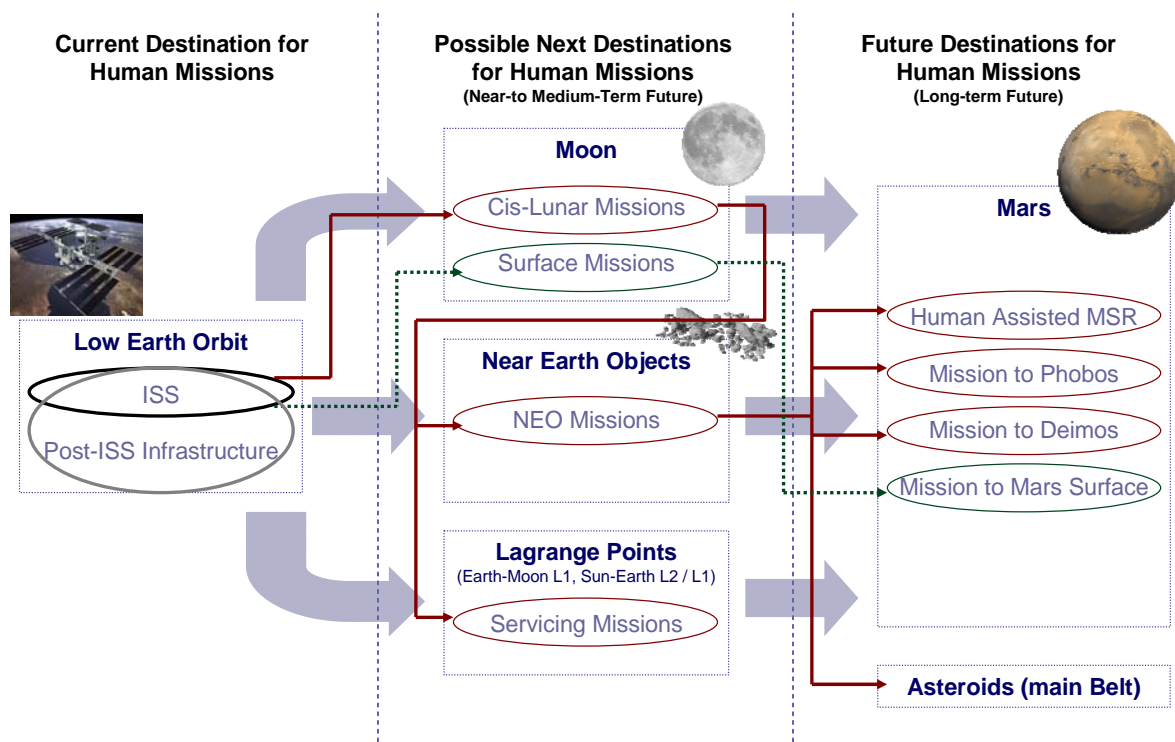 Current Destination for
Human Missions
Possible Next Destinations
for Human Missions
(Near-to Medium-Term Future)
Future Destinations for
Human Missions
(Long-term Future)
Low Earth Orbit
ISS
Post-ISS Infrastructure
Moon
Cis-Lunar Missions
Surface Missions
Near Earth Objects
NEO Missions
Lagrange Points
(Earth-Moon L1, Sun-Earth L2 / L1)
Servicing Missions
Mars
Human Assisted MSR
Mission to Phobos
Mission to Deimos
Mission to Mars Surface
Asteroids (main Belt)